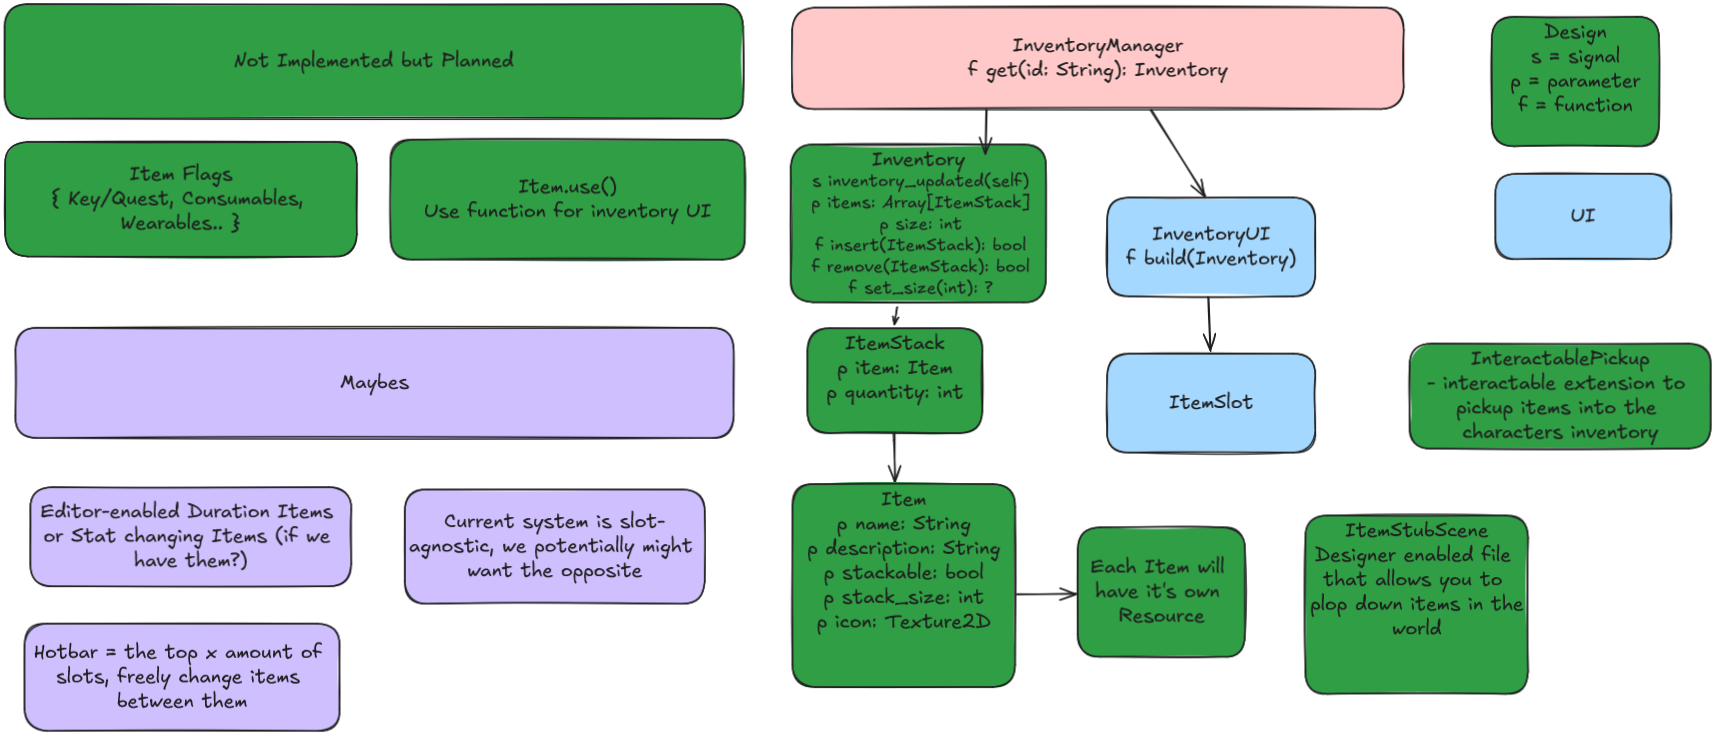 Not Implemented but Planned
Item Flags
{ Key/Quest, Consumables,
Wearables.. }
Item.use()
Use function for inventory UI
Maybes
Editor-enabled Duration Items
or Stat changing Items (if we
have them?)
Current system is slot-
agnostic, we potentially might
want the opposite
Hotbar = the top x amount of
slots, freely change items
between them
InventoryManager
f get(id: String): Inventory
Inventory
s inventory_updated(self)
p items: Array[ItemStack]
p size: int
f insert(ItemStack): bool
f remove(ItemStack): bool
f set_size(int): ?
InventoryUI
f build(Inventory)
ItemStack
p item: Item
p quantity: int
ItemSlot
Item
p name: String
p description: String
p stackable: bool
p stack_size: int
p icon: Texture2D
Each Item will
have it's own
Resource
Design
s = signal
p = parameter
f = function
UI
InteractablePickup
- interactable extension to
pickup items into the
characters inventory
ItemStubScene
Designer enabled file
that allows you to
plop down items in the
world